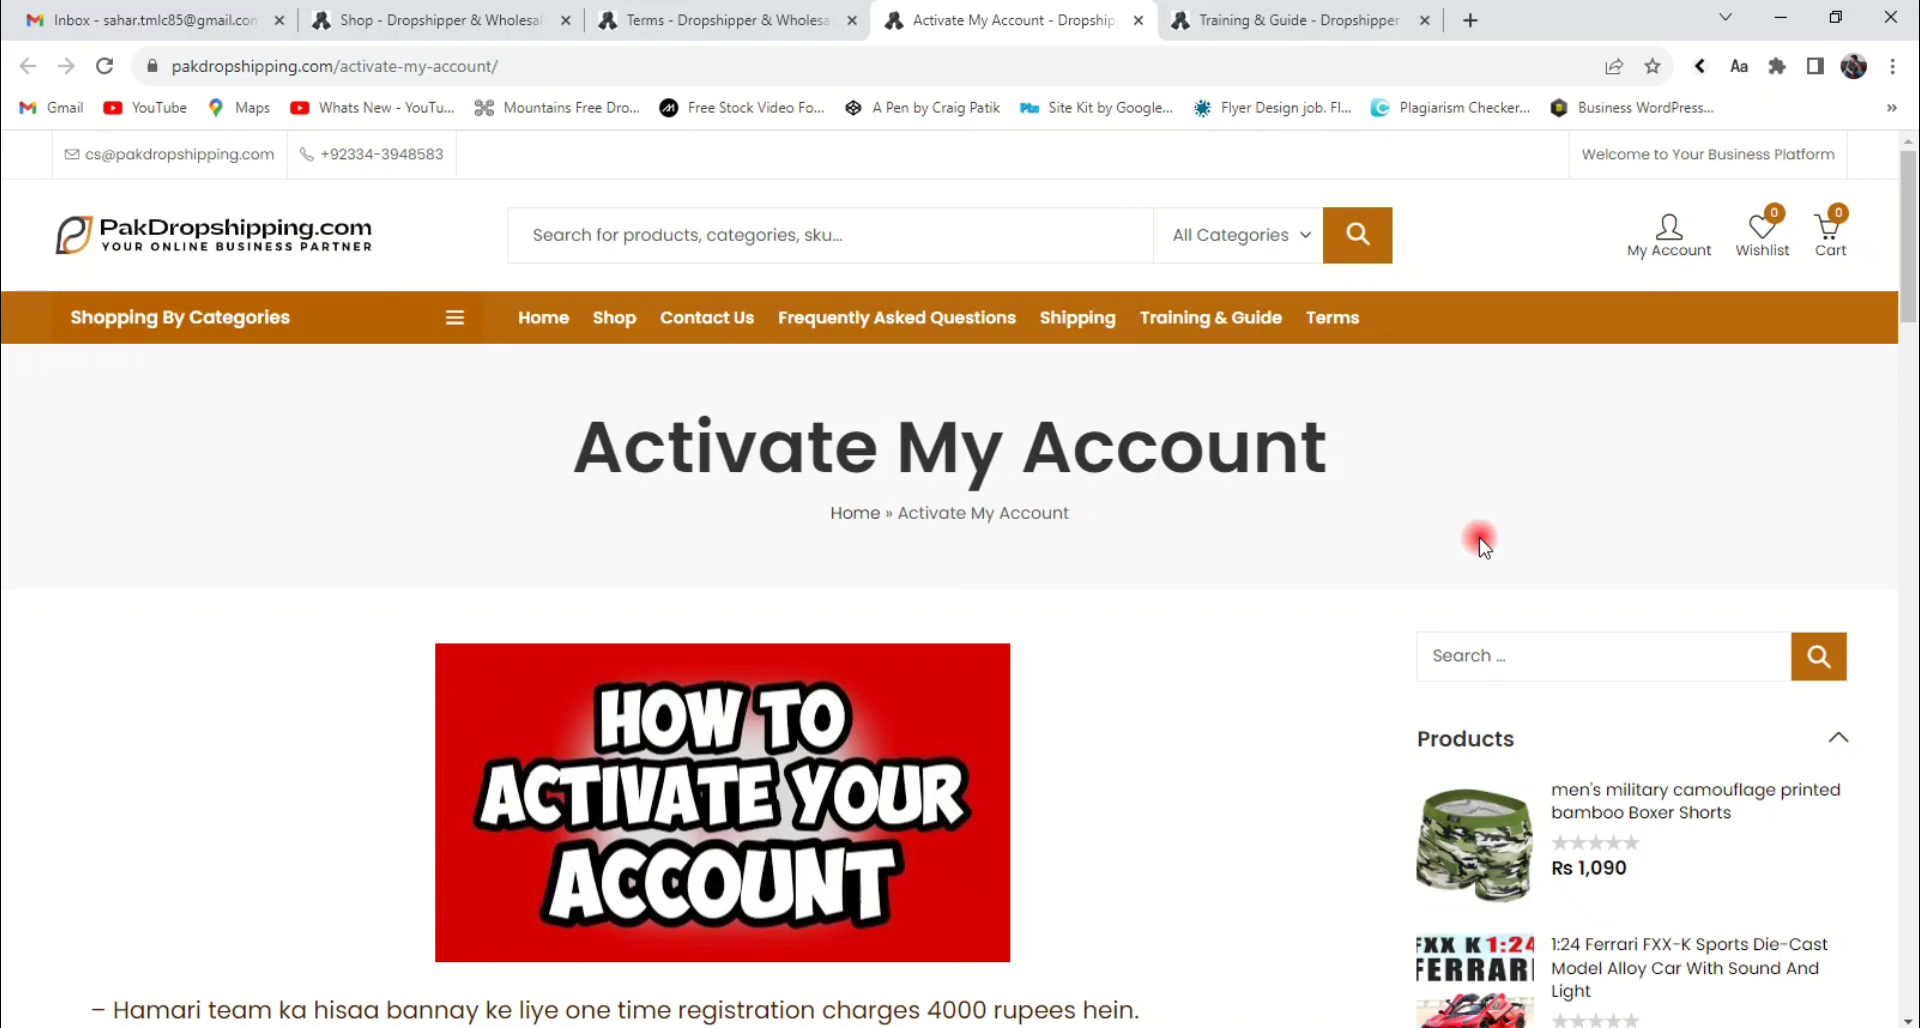 Inbox - sahar.tmlc85@gmail.con
Shop - Dropshipper & Wholesal
Terms - Dropshipper & Wholesa
Activate My Account - Dropship
Training & Guide - Dropshipper
pakdropshipping.com/activate-my-account/
Aa
Gmail
YouTube
Maps
Whats New - YouTu...
Mountains Free Dro...
Free Stock Video Fo...
A Pen by Craig Patik
Site Kit by Google...
Flyer Design job. Fl...
Plagiarism Checker...
Business WordPress...
cs@pakdropshipping.com
+92334-3948583
Welcome to Your Business Platform
PakDropshipping.com
YOUR ONLINE BUSINESS PARTNER
Search for products, categories, sku...
All Categories
My Account
0
Wishlist
0
Cart
Shopping By Categories
Home
Shop
Contact Us
Frequently Asked Questions
Shipping
Training & Guide
Terms
Activate My Account
Home » Activate My Account
HOW TO
ACTIVATE YOUR
ACCOUNT
– Hamari team ka hisaa bannay ke liye one time registration charges 4000 rupees hein.
Search ...
Products
men's military camouflage printed
bamboo Boxer Shorts
Rs 1,090
FXX K 1:24
FERRARI
1:24 Ferrari FXX-K Sports Die-Cast
Model Alloy Car With Sound And
Light